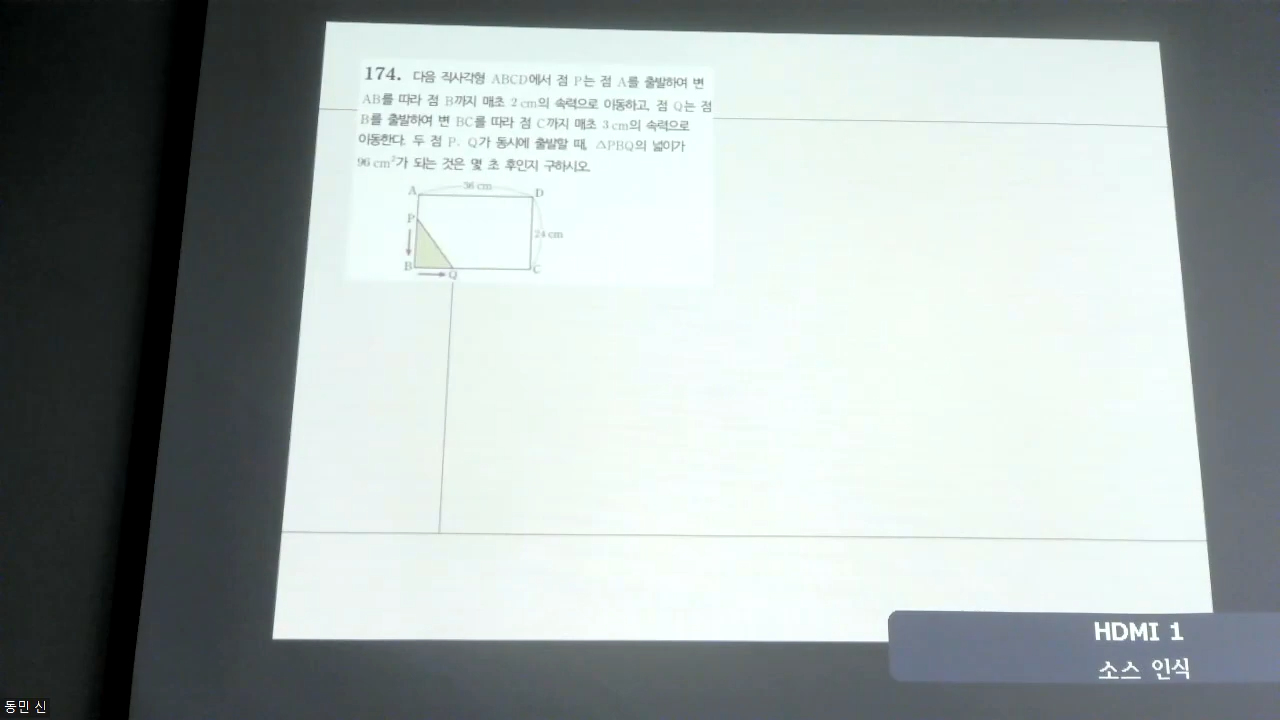 174. 다음 직사각형 ABCD에서 점 P는 점 A를 출발하여 변
AB를 따라 점 B까지 매초 2 cm의 속력으로 이동하고, 점 Q는 점
B를 출발하여 변 BC를 따라 점 C까지 매초 3 cm의 속력으로
이동한다. 두 점 P, Q가 동시에 출발할 때, △PBQ의 넓이가
96 cm²가 되는 것은 몇 초 후인지 구하시오.
A 36 cm D
P
24 cm
B Q C
HDMI 1
소스 인식
동민 신